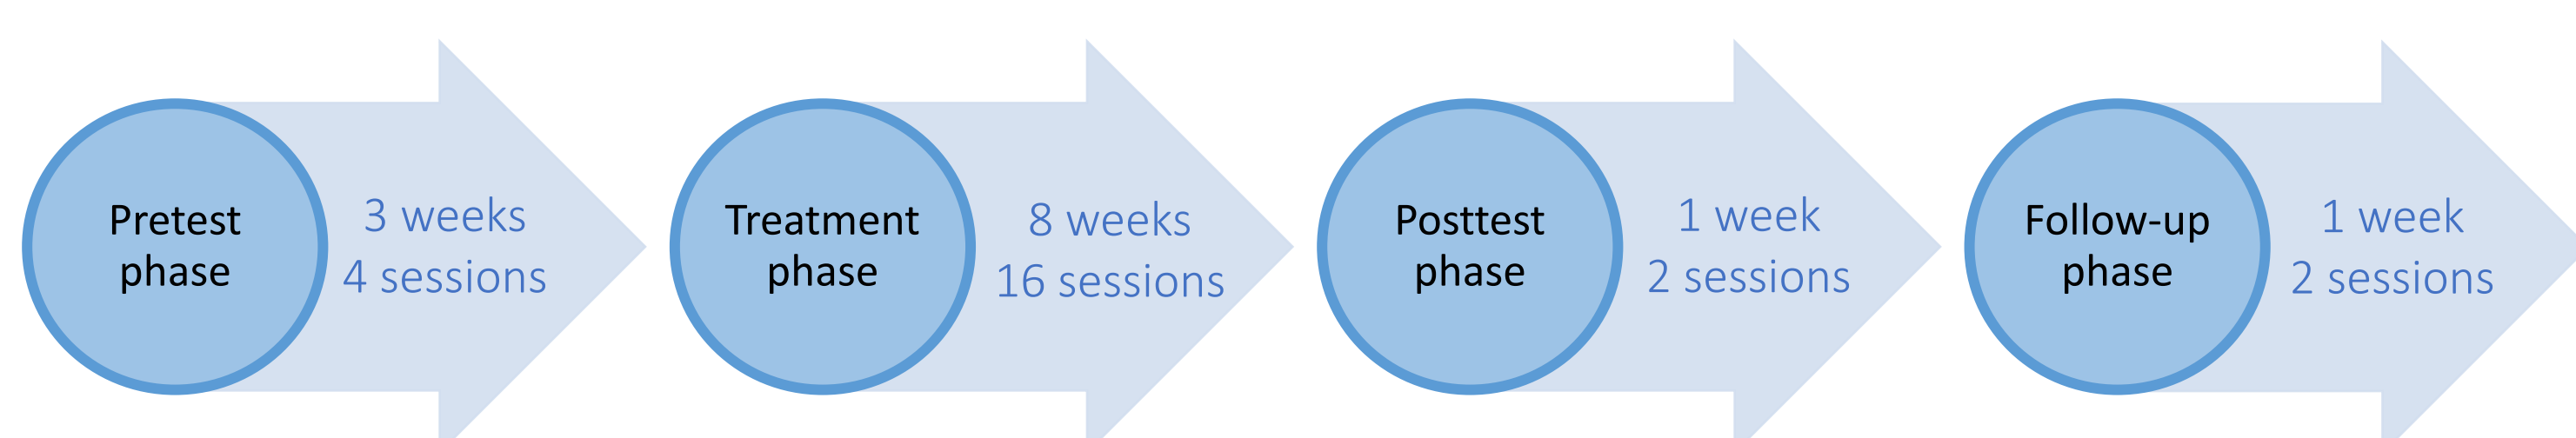 Pretest
phase
3 weeks
4 sessions
Treatment
phase
8 weeks
16 sessions
Posttest
phase
1 week
2 sessions
Follow-up
phase
1 week
2 sessions